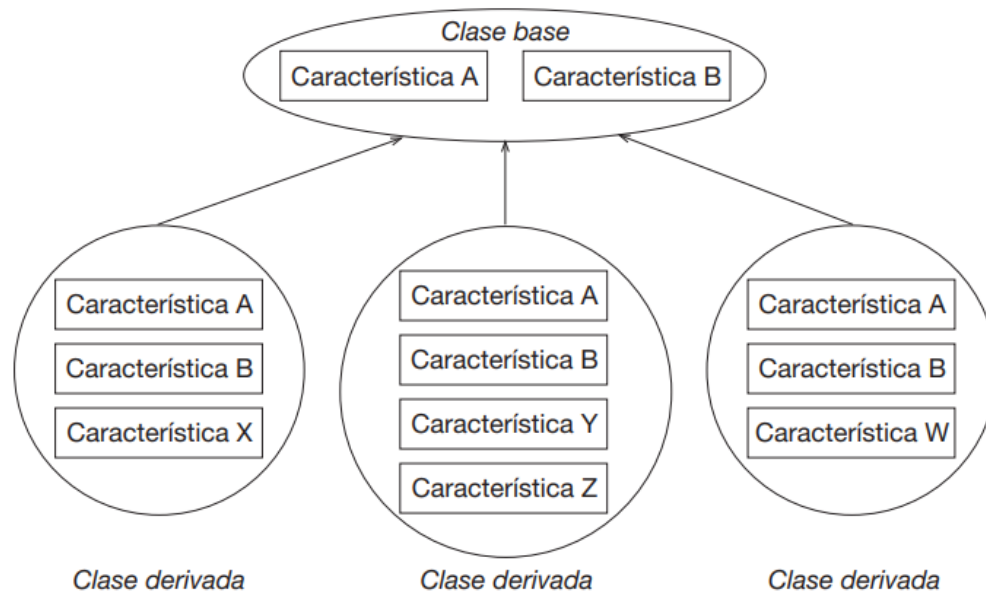 Clase base
Característica A
Característica B
Característica A
Característica B
Característica X
Clase derivada
Característica A
Característica B
Característica Y
Característica Z
Clase derivada
Característica A
Característica B
Característica W
Clase derivada